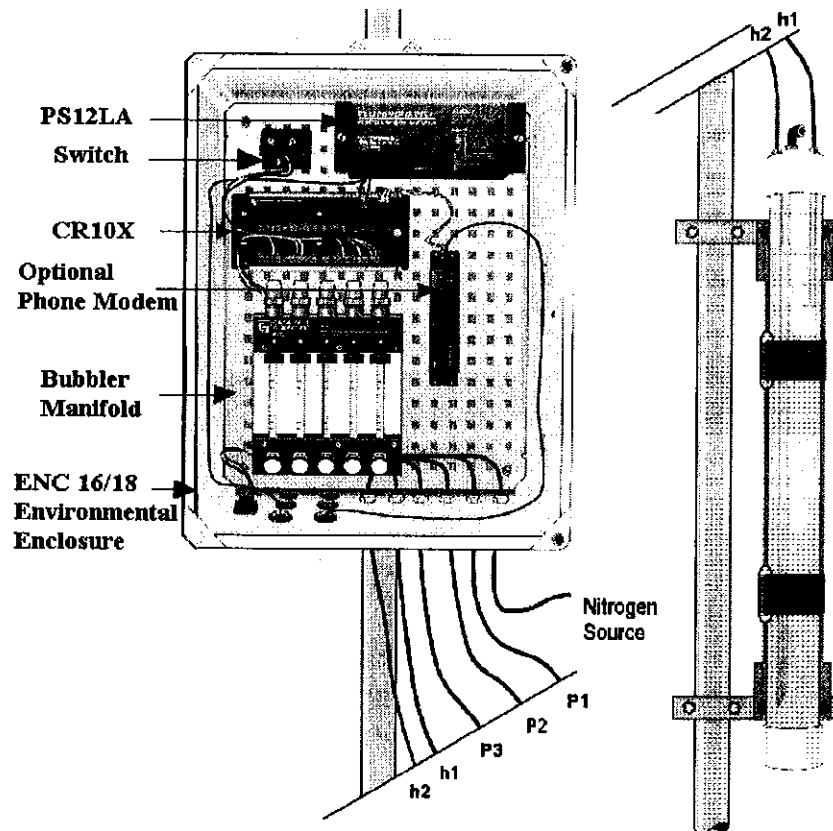 h2
h1
PS12LA
Switch
CR10X
Optional
Phone Modem
Bubbler
Manifold
ENC 16/18
Environmental
Enclosure
Nitrogen
Source
P1
P2
P3
h1
h2